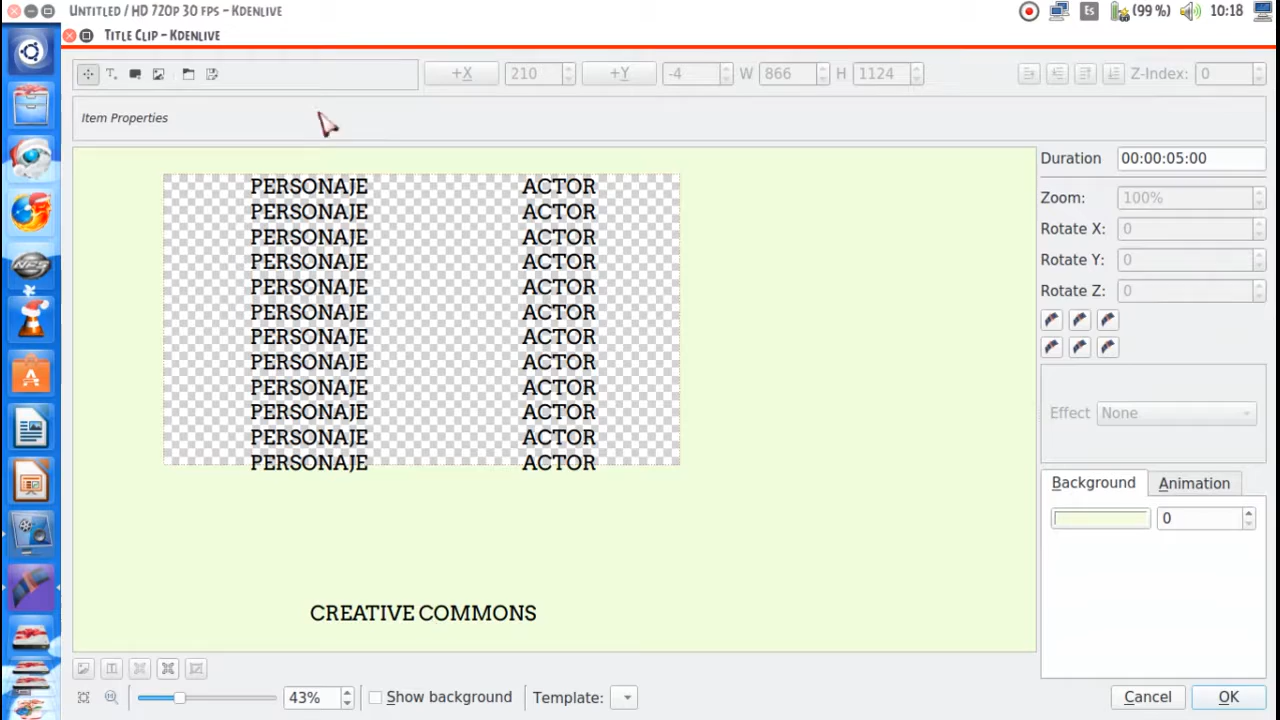 Untitled / HD 720p 30 fps - Kdenlive
Es
(99 %)
10:18
Title Clip - Kdenlive
+X
210
+Y
-4
W
866
H
1124
Z-Index:
0
Item Properties
Duration
00:00:05:00
Zoom:
100%
Rotate X:
0
Rotate Y:
0
Rotate Z:
0
Effect
None
Background
Animation
0
PERSONAJE ACTOR
PERSONAJE ACTOR
PERSONAJE ACTOR
PERSONAJE ACTOR
PERSONAJE ACTOR
PERSONAJE ACTOR
PERSONAJE ACTOR
PERSONAJE ACTOR
PERSONAJE ACTOR
PERSONAJE ACTOR
PERSONAJE ACTOR
PERSONAJE ACTOR
CREATIVE COMMONS
43%
Show background
Template:
Cancel
OK